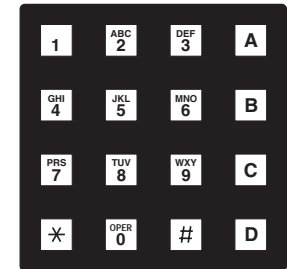 1 ABC 2 DEF 3 A
GHI 4 JKL 5 MNO 6 B
PRS 7 TUV 8 WXY 9 C
* OPER 0 # D